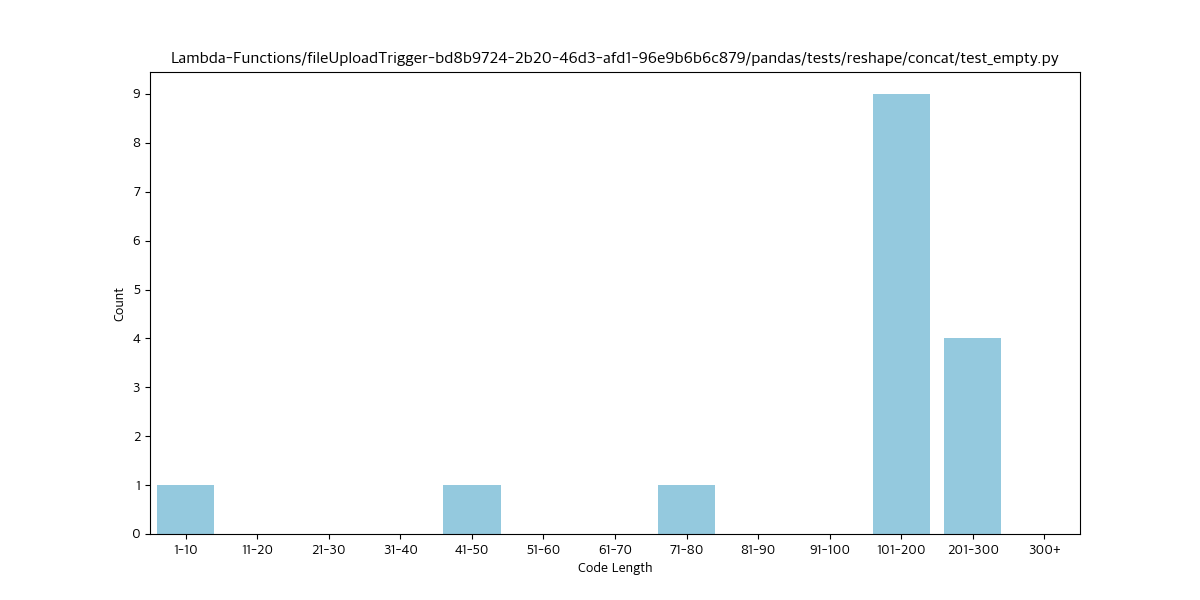 Lambda-Functions/fileUploadTrigger-bd8b9724-2b20-46d3-afd1-96e9b6b6c879/pandas/tests/reshape/concat/test_empty.py
9
8
7
6
5
4
3
2
1
0
Count
1-10 11-20 21-30 31-40 41-50 51-60 61-70 71-80 81-90 91-100 101-200 201-300 300+
Code Length